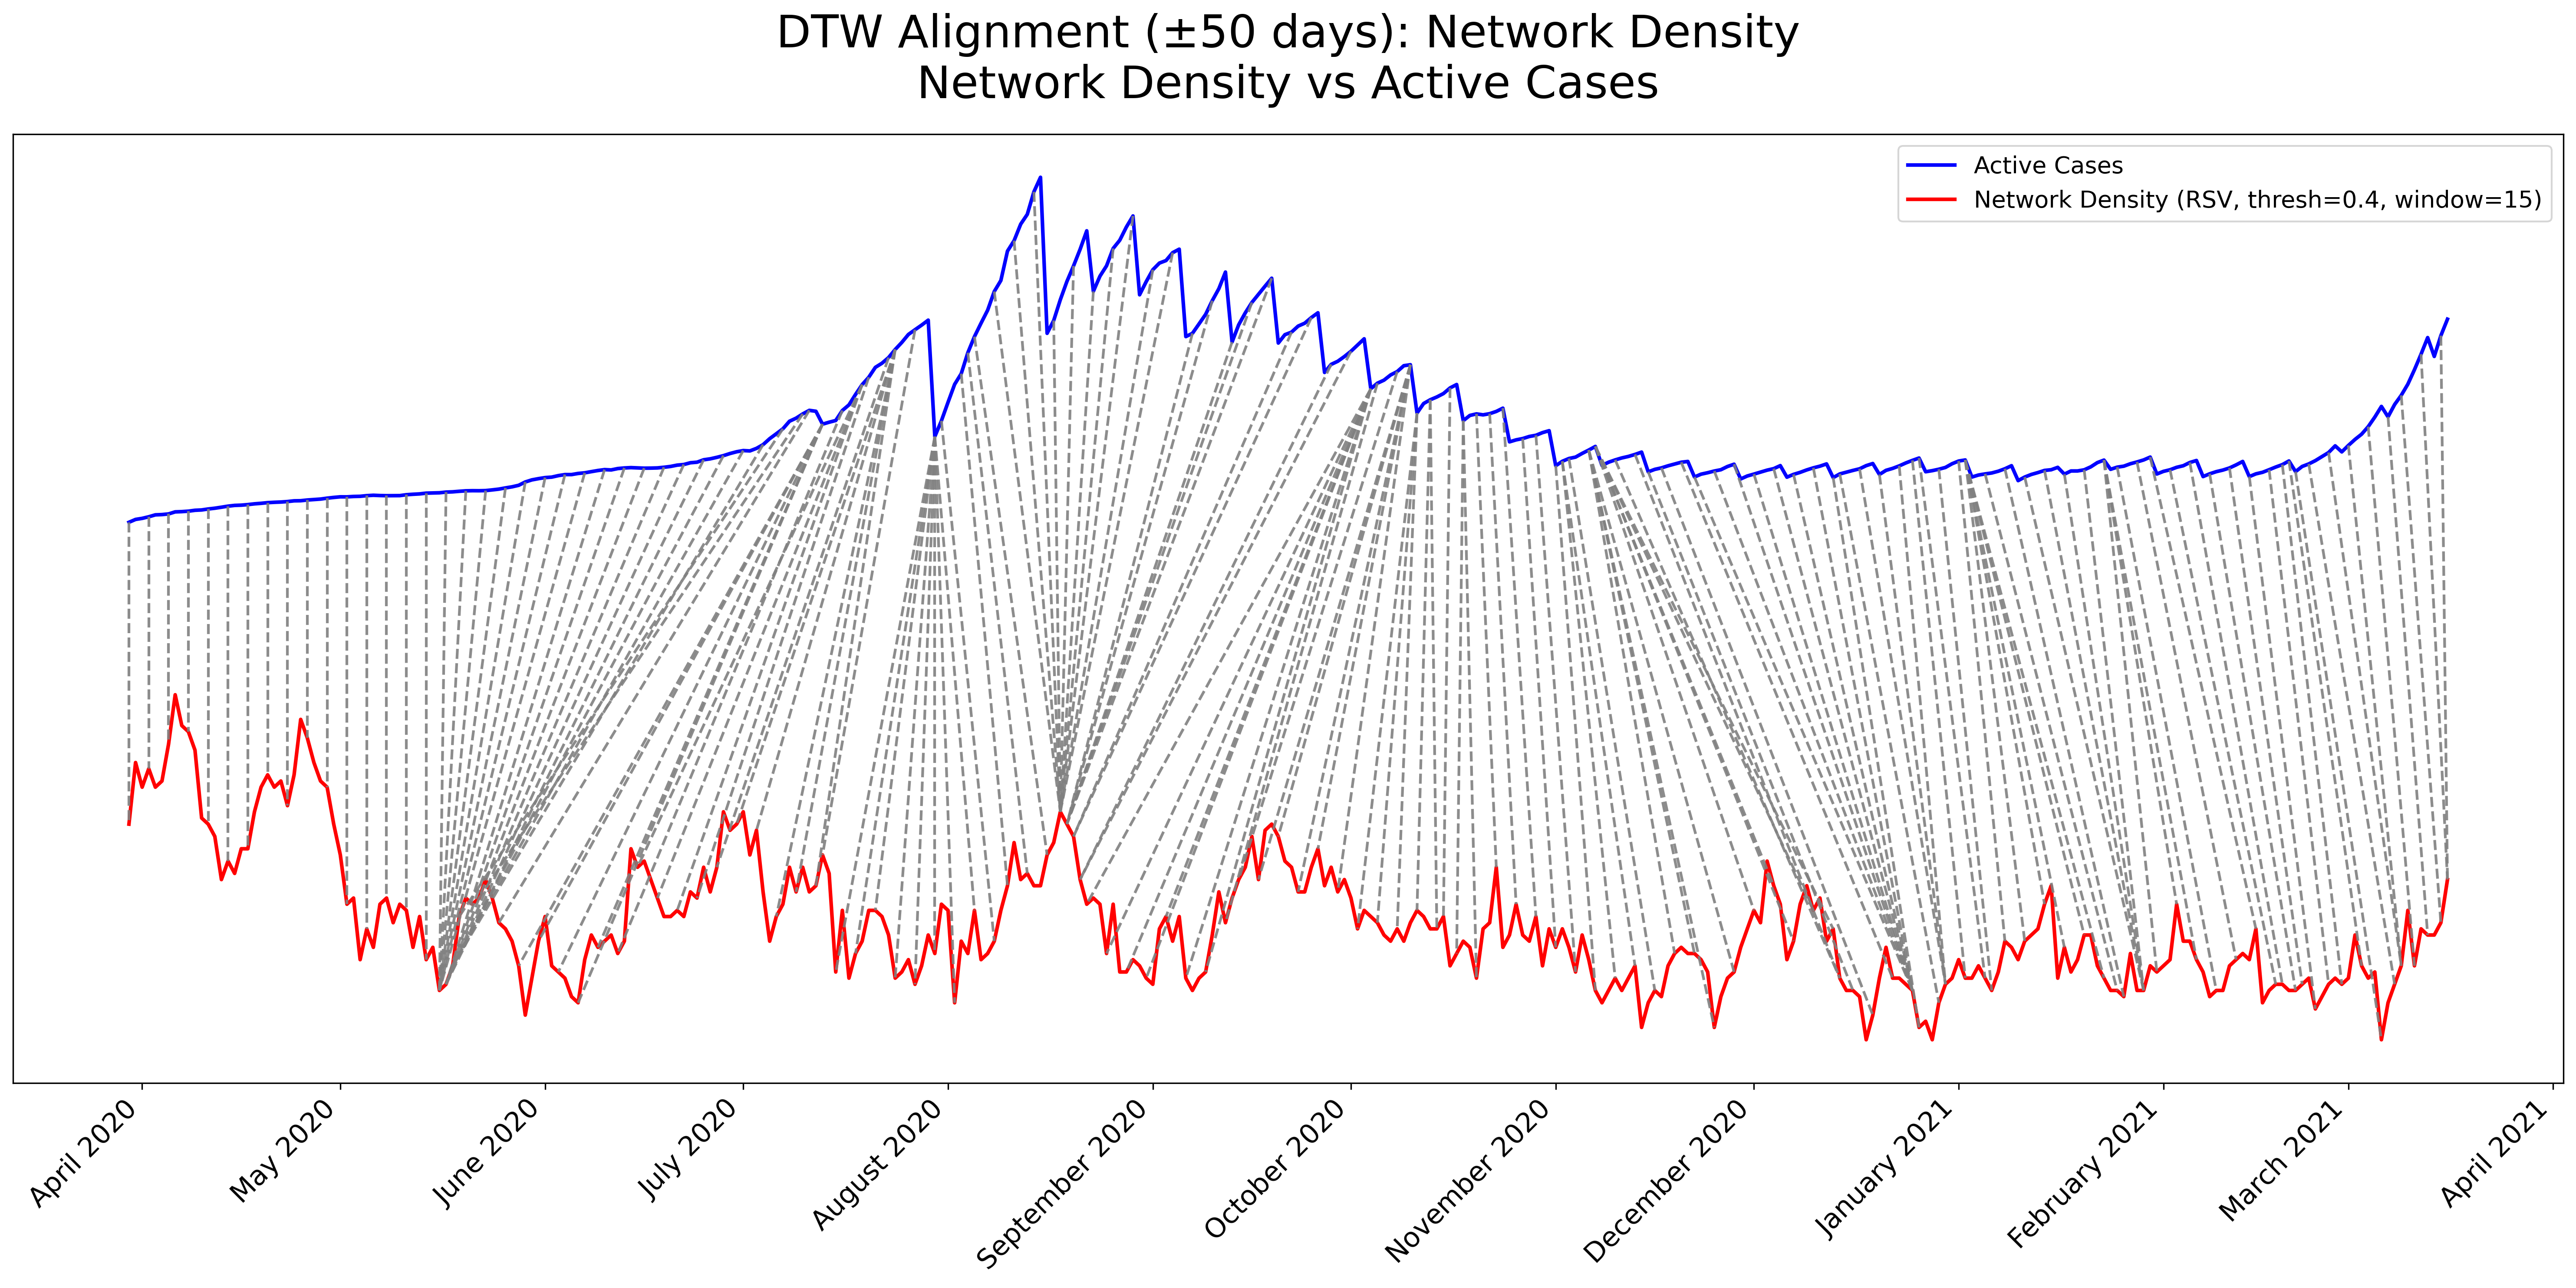 DTW Alignment (±50 days): Network Density
Network Density vs Active Cases
Active Cases
Network Density (RSV, thresh=0.4, window=15)
April 2020
May 2020
June 2020
July 2020
August 2020
September 2020
October 2020
November 2020
December 2020
January 2021
February 2021
March 2021
April 2021